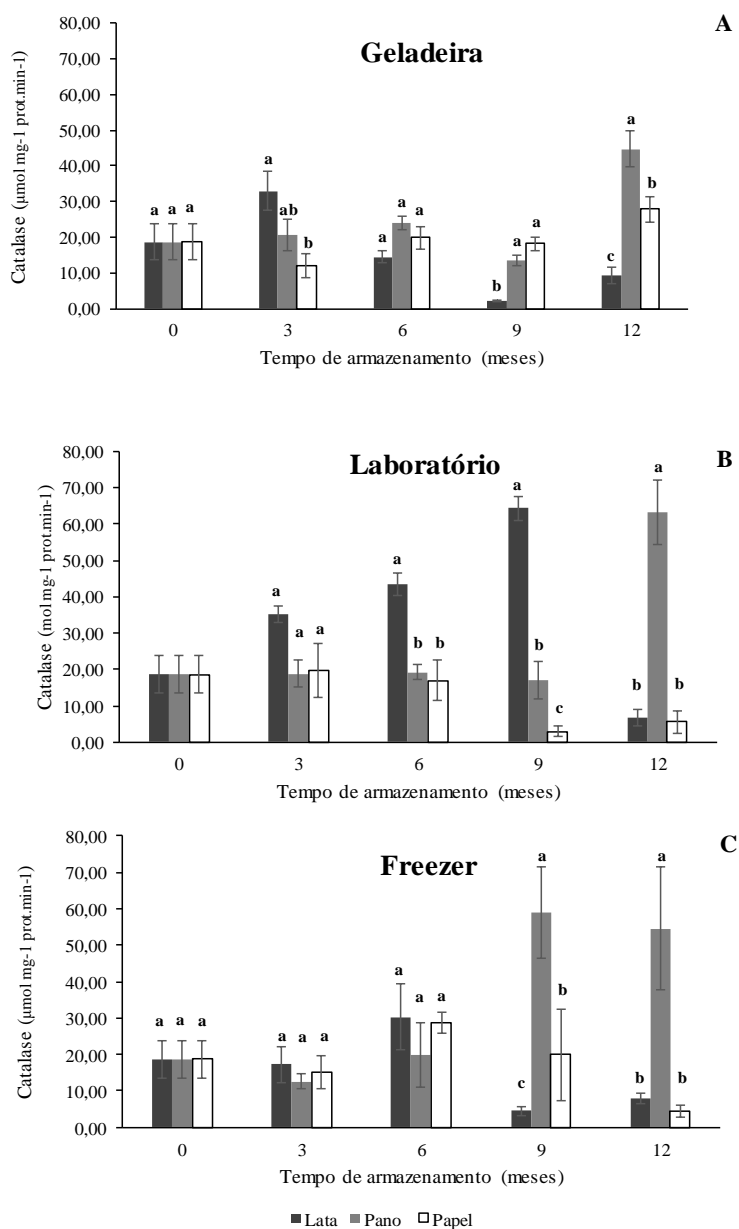 A
Geladeira
Catalase (µmol mg-1 prot.min-1)
80,00
70,00
60,00
50,00
40,00
30,00
20,00
10,00
0,00
a a a
a ab b
a a a
b a a
c a b
0 3 6 9 12
Tempo de armazenamento (meses)
B
Laboratório
Catalase (mol mg-1 prot.min-1)
80,00
70,00
60,00
50,00
40,00
30,00
20,00
10,00
0,00
a a a
a b b
a b c
b a b
0 3 6 9 12
Tempo de armazenamento (meses)
C
Freezer
Catalase (µmol mg-1 prot.min-1)
80,00
70,00
60,00
50,00
40,00
30,00
20,00
10,00
0,00
a a a
a a a
a a a
c a b
b a b
0 3 6 9 12
Tempo de armazenamento (meses)
Lata Pano Papel